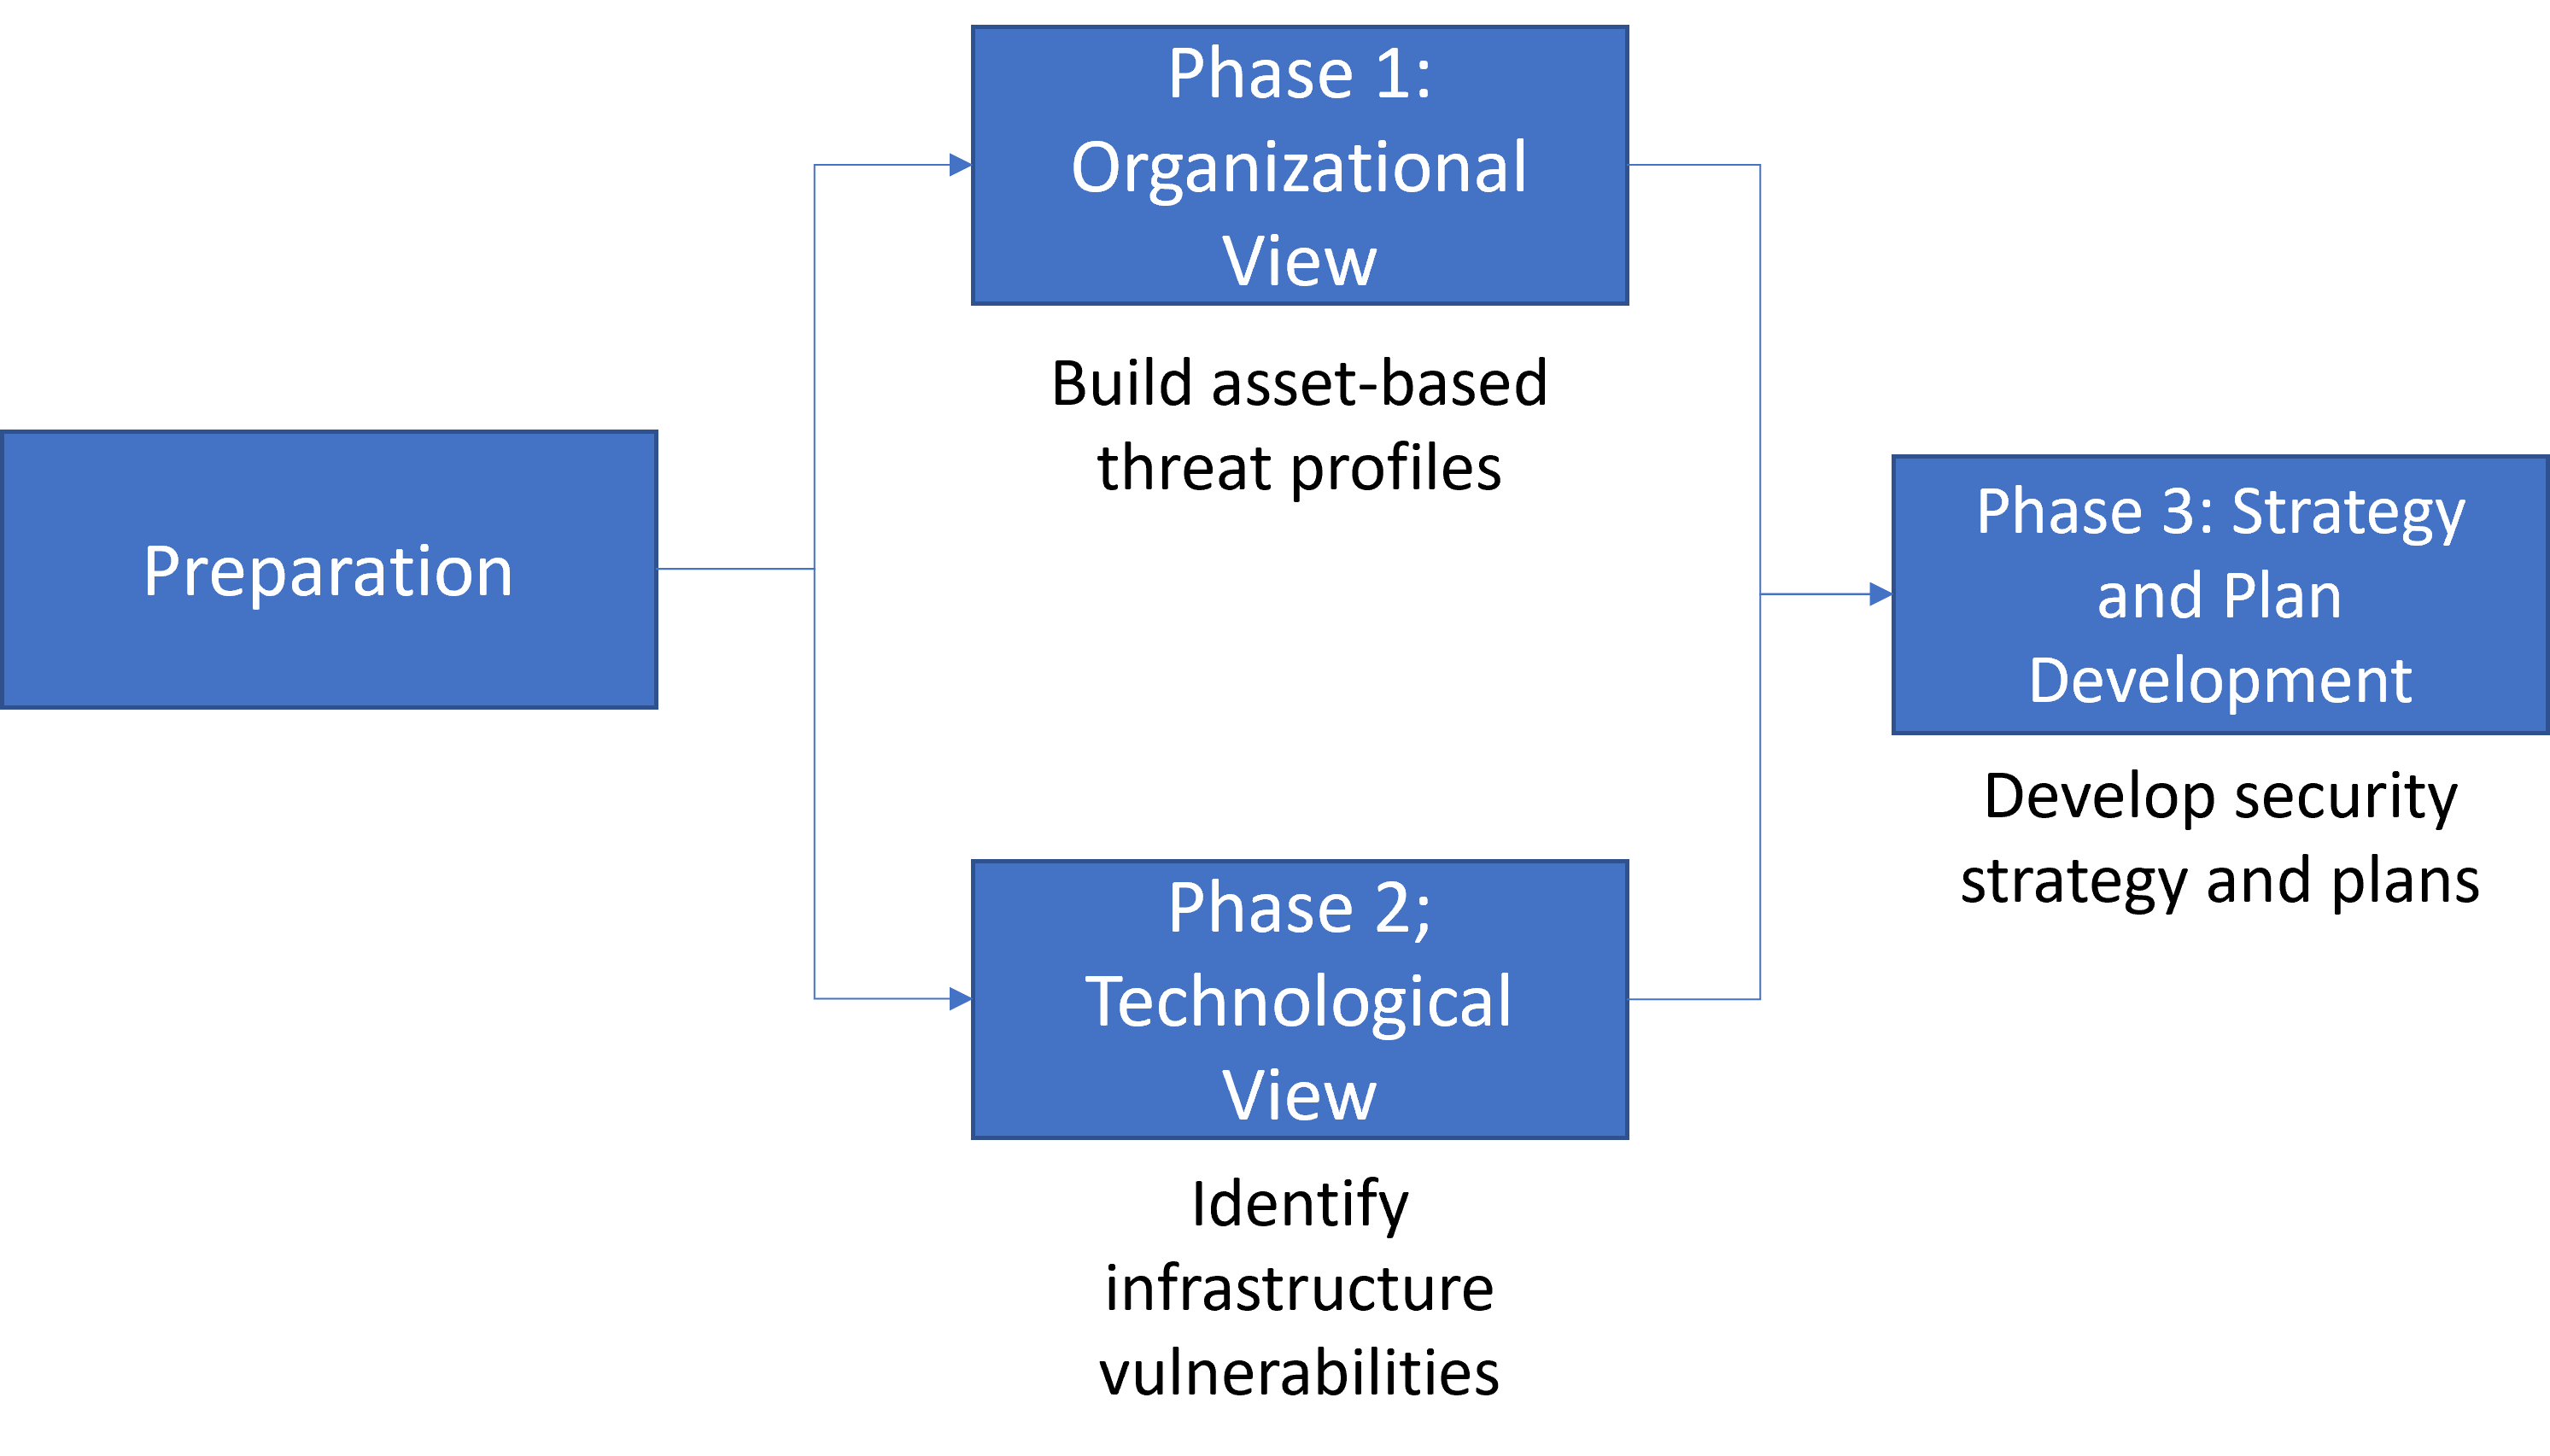 Preparation
Phase 1:
Organizational
View
Build asset-based
threat profiles
Phase 2;
Technological
View
Identify
infrastructure
vulnerabilities
Phase 3: Strategy
and Plan
Development
Develop security
strategy and plans